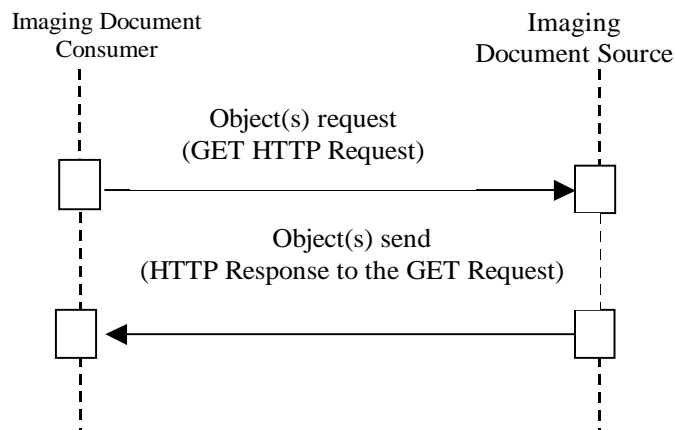 Imaging Document
Consumer
Imaging
Document Source
Object(s) request
(GET HTTP Request)
Object(s) send
(HTTP Response to the GET Request)